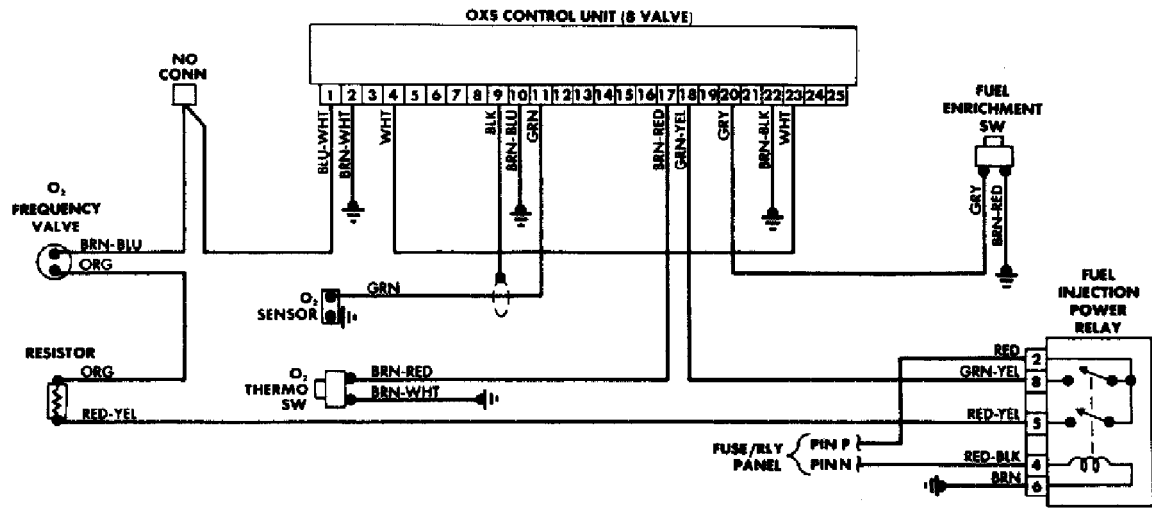 OXS CONTROL UNIT (8 VALVE)
NO
CONN
1 2 3 4 5 6 7 8 9 10 11 12 13 14 15 16 17 18 19 20 21 22 23 24 25
BLU-WHT
BRN-WHT
WHT
BLK
BRN-BLU
GRN
BRN-RED
GRN-YEL
GRY
BRN-BLK
WHT
FUEL
ENRICHMENT
SW
GRY
BRN-RED
O₂
FREQUENCY
VALVE
BRN-BLU
ORG
O₂
SENSOR
GRN
RESISTOR
ORG
RED-YEL
O₂
THERMO
SW
BRN-RED
BRN-WHT
FUEL
INJECTION
POWER
RELAY
RED 2
GRN-YEL 8
RED-YEL 5
RED-BLK 4
BRN 6
FUSE/RLY
PANEL
PIN P
PIN N